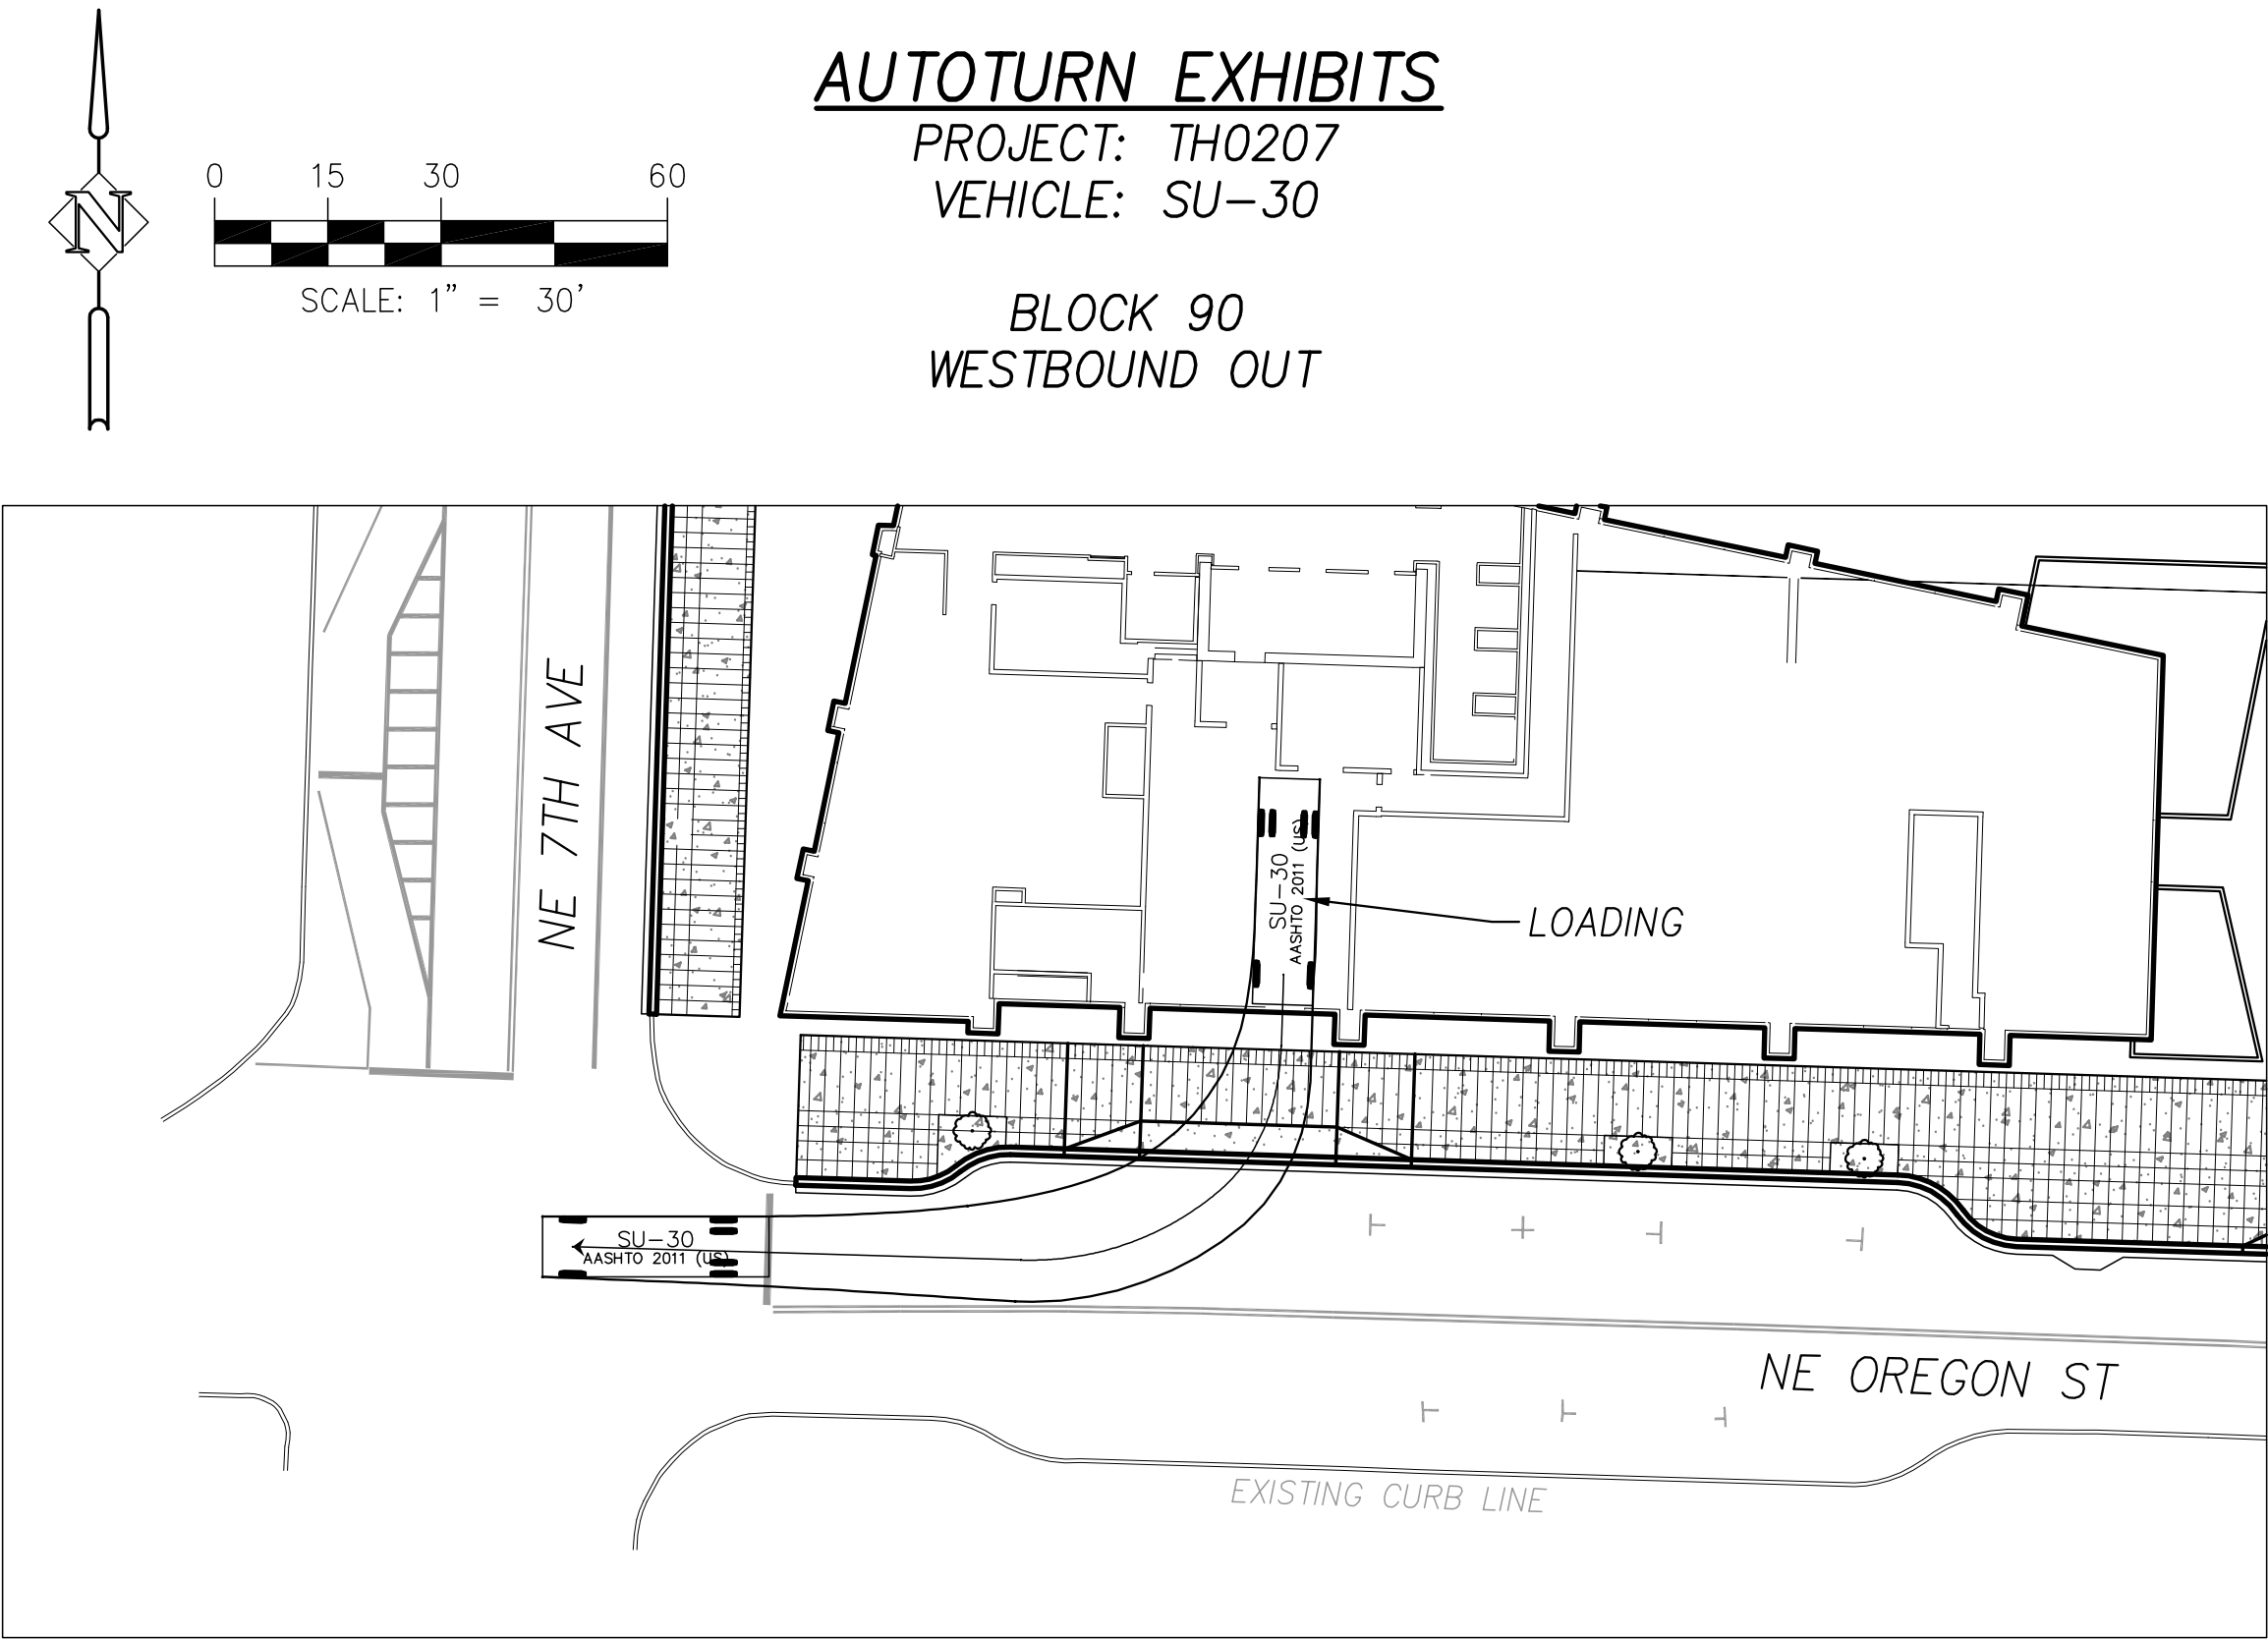 AUTOTURN EXHIBITS
PROJECT: TH0207
VEHICLE: SU-30
BLOCK 90
WESTBOUND OUT
N
0 15 30 60
SCALE: 1" = 30'
NE 7TH AVE
SU-30
AASHTO 2011 (US)
LOADING
SU-30
AASHTO 2011 (US)
NE OREGON ST
EXISTING CURB LINE